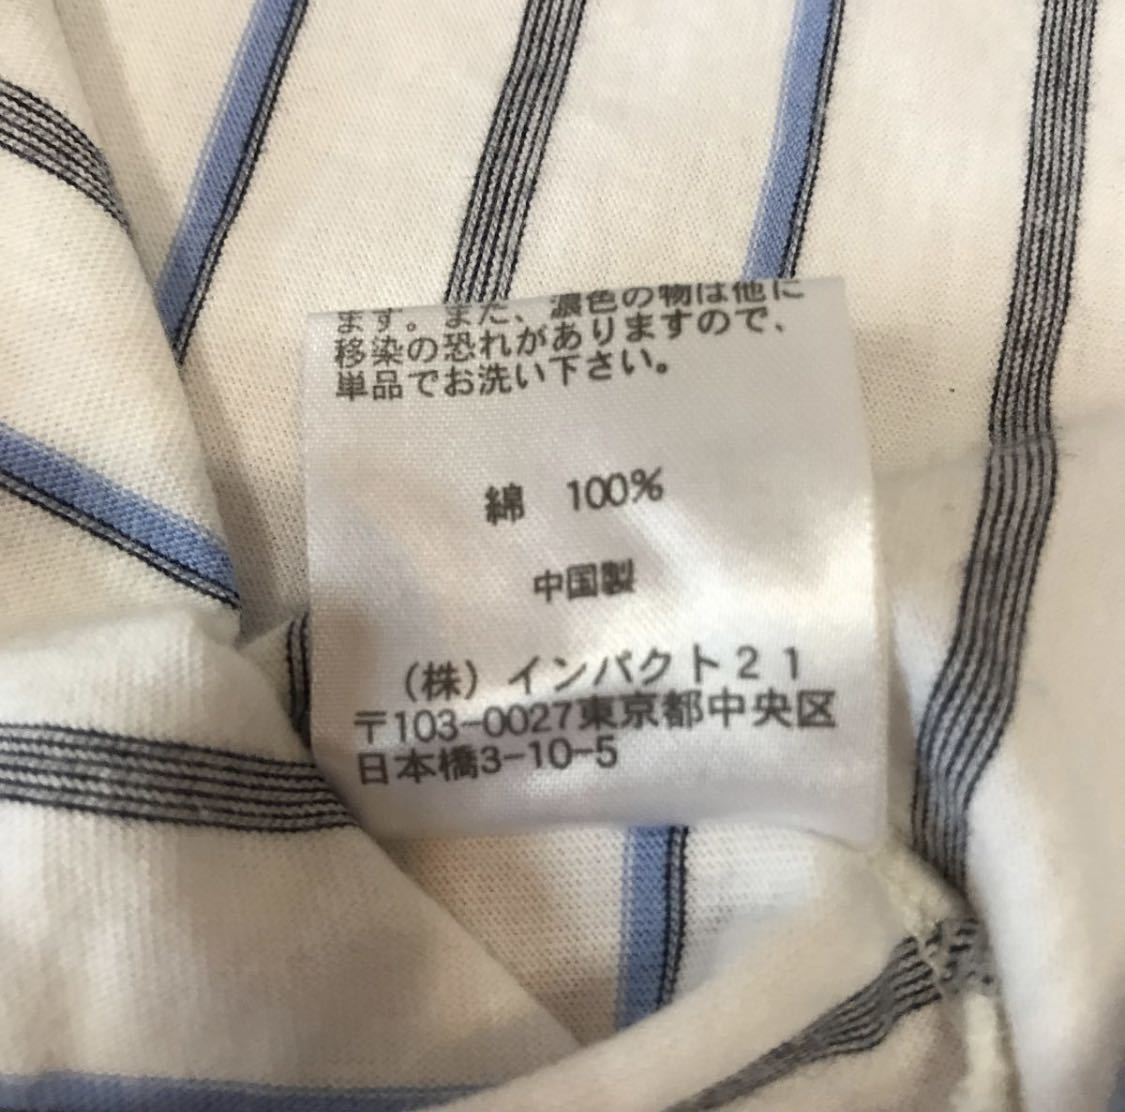 ます。また、濃色の物は他に
移染の恐れがありますので、
単品でお洗い下さい。
綿　100%
中国製
（株）インパクト２１
〒103-0027東京都中央区
日本橋3-10-5